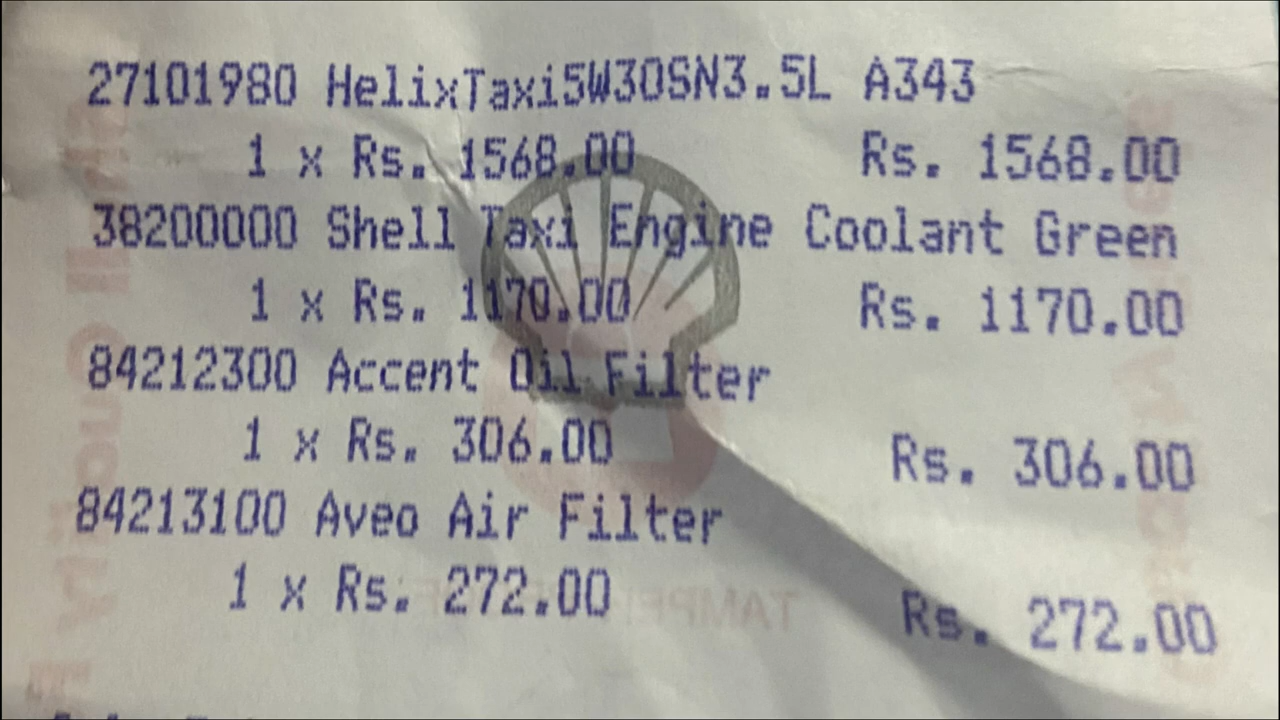 27101980 HelixTaxi5W30SN3.5L A343
1 x Rs. 1568.00 Rs. 1568.00
38200000 Shell Taxi Engine Coolant Green
1 x Rs. 1170.00 Rs. 1170.00
84212300 Accent Oil Filter
1 x Rs. 306.00 Rs. 306.00
84213100 Aveo Air Filter
1 x Rs. 272.00 Rs. 272.00